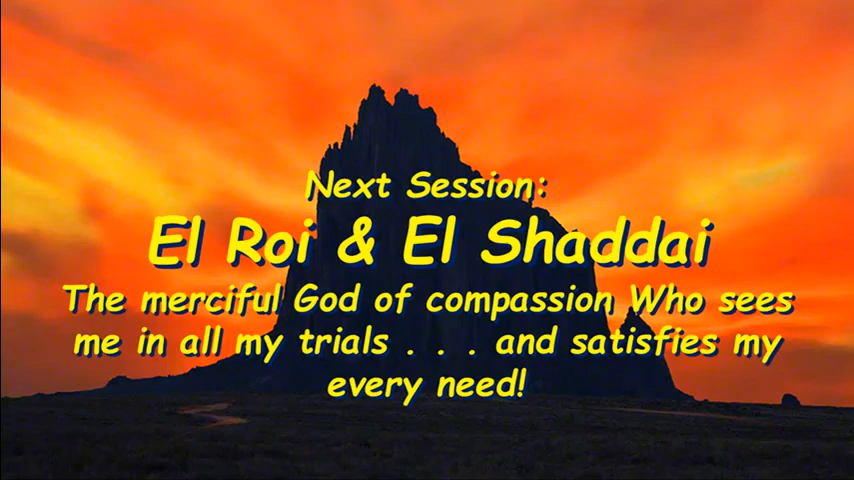 Next Session:
El Roi & El Shaddai
The merciful God of compassion Who sees
me in all my trials . . . and satisfies my
every need!